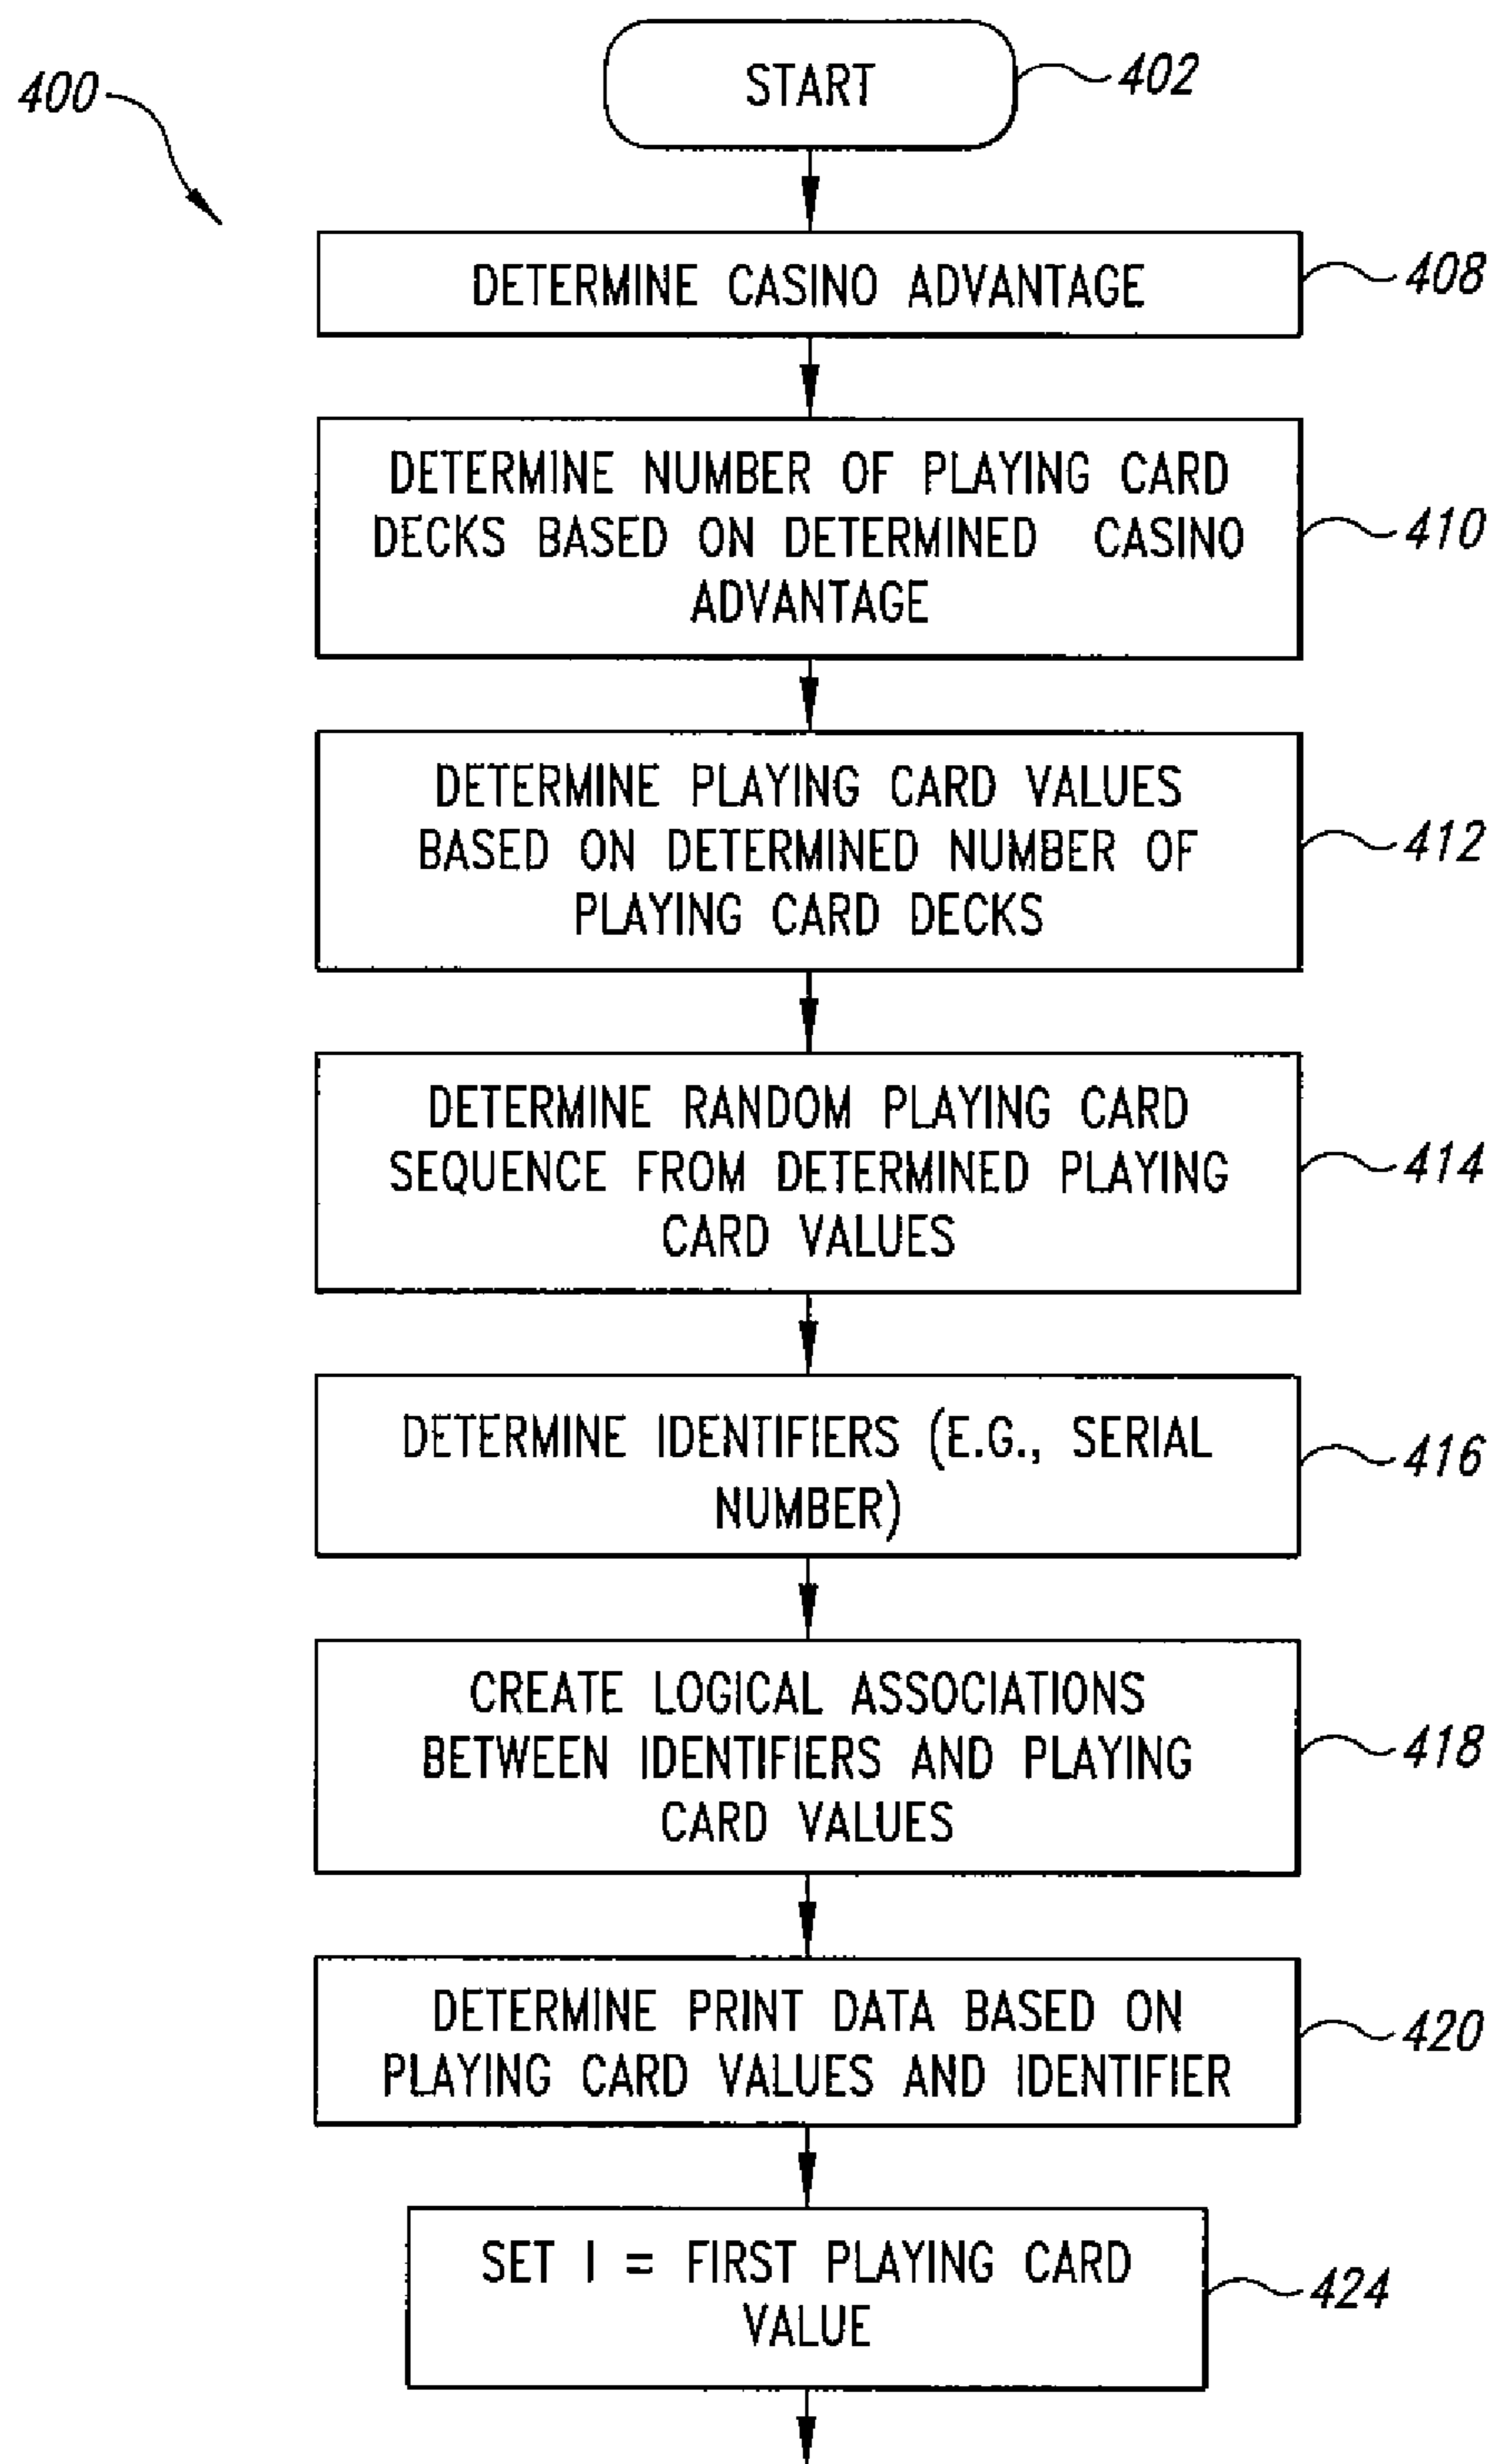 400
START
402
DETERMINE CASINO ADVANTAGE
408
DETERMINE NUMBER OF PLAYING CARD
DECKS BASED ON DETERMINED CASINO
ADVANTAGE
410
DETERMINE PLAYING CARD VALUES
BASED ON DETERMINED NUMBER OF
PLAYING CARD DECKS
412
DETERMINE RANDOM PLAYING CARD
SEQUENCE FROM DETERMINED PLAYING
CARD VALUES
414
DETERMINE IDENTIFIERS (E.G., SERIAL
NUMBER)
416
CREATE LOGICAL ASSOCIATIONS
BETWEEN IDENTIFIERS AND PLAYING
CARD VALUES
418
DETERMINE PRINT DATA BASED ON
PLAYING CARD VALUES AND IDENTIFIER
420
SET I = FIRST PLAYING CARD
VALUE
424